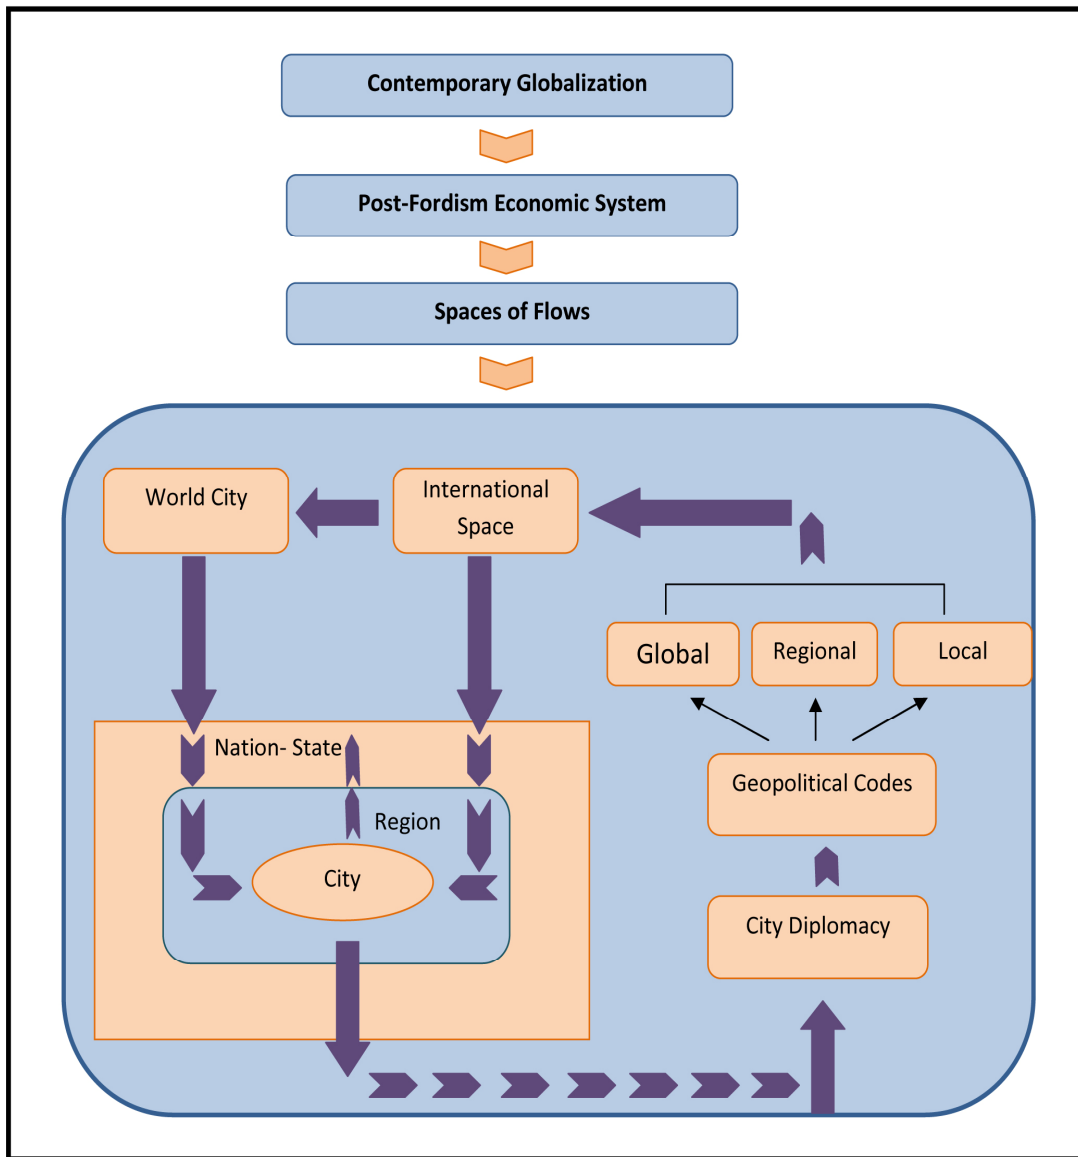 Contemporary Globalization
Post-Fordism Economic System
Spaces of Flows
World City
International
Space
Global
Regional
Local
Nation- State
Geopolitical Codes
Region
City
City Diplomacy